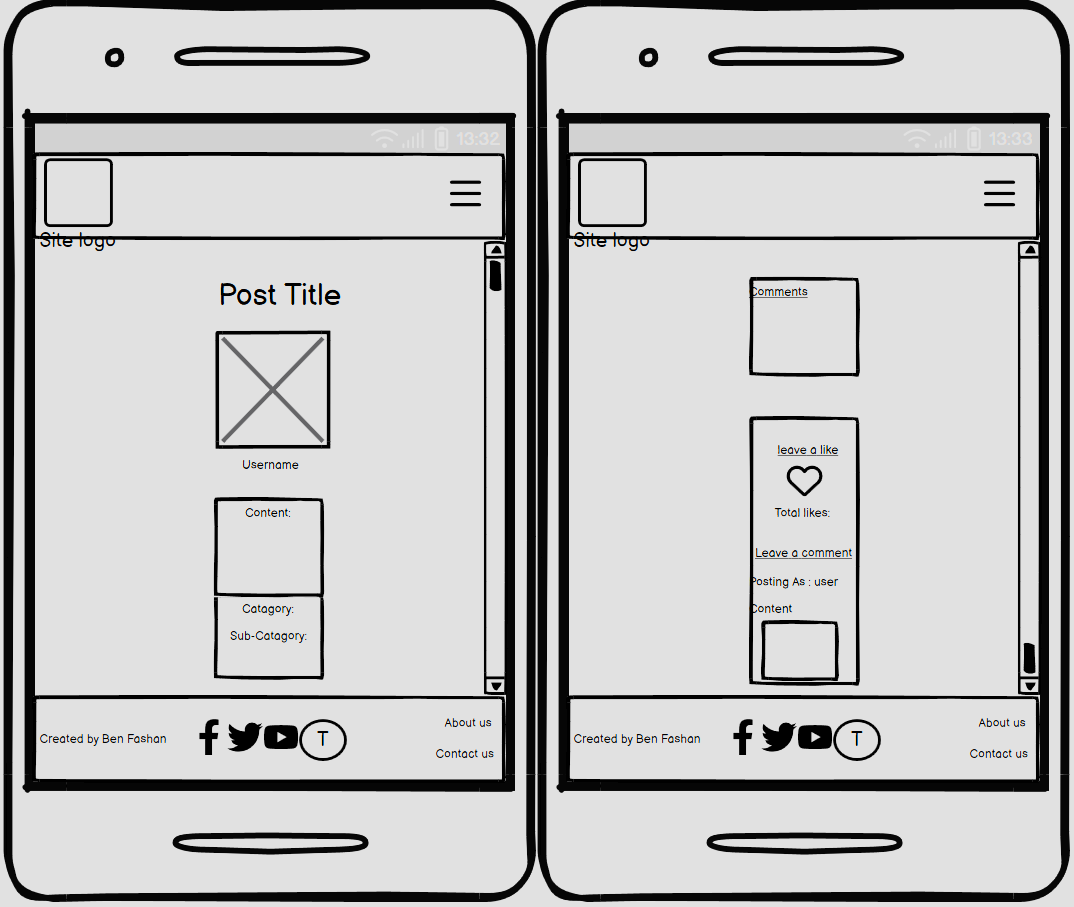 13:32
Site logo
Post Title
Username
Content:
Catagory:
Sub-Catagory:
Created by Ben Fashan
T
About us
Contact us
13:33
Site logo
Comments
leave a like
Total likes:
Leave a comment
Posting As : user
Content
Created by Ben Fashan
T
About us
Contact us